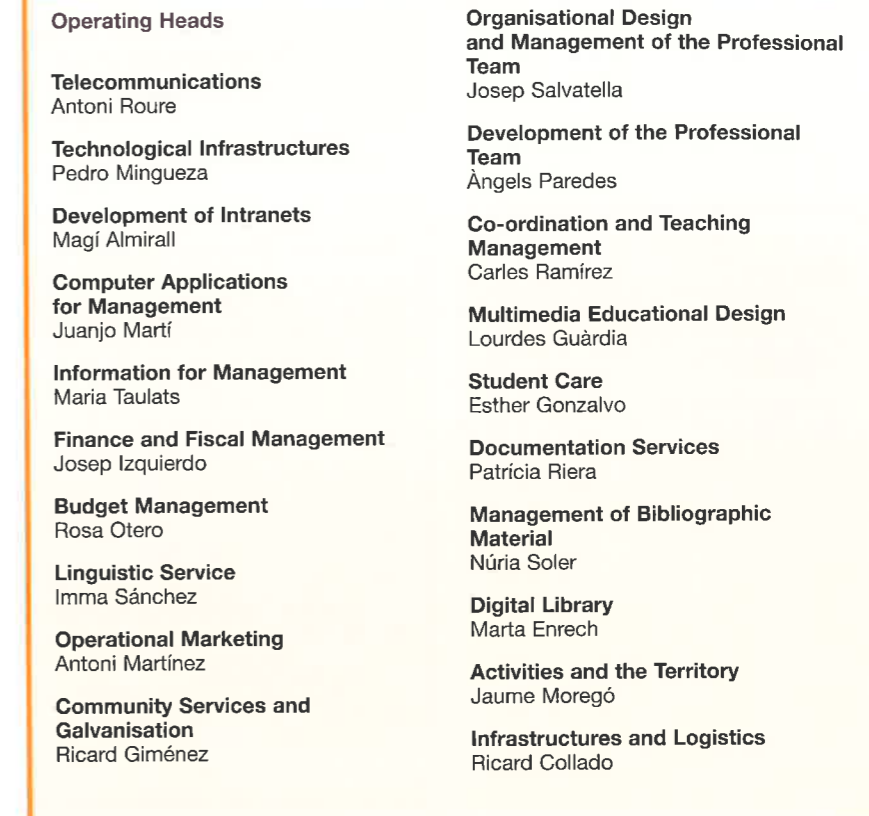 Operating Heads
Telecommunications
Antoni Roure
Technological Infrastructures
Pedro Mingueza
Development of Intranets
Magí Almirall
Computer Applications
for Management
Juanjo Martí
Information for Management
Maria Taulats
Finance and Fiscal Management
Josep Izquierdo
Budget Management
Rosa Otero
Linguistic Service
Imma Sánchez
Operational Marketing
Antoni Martínez
Community Services and
Galvanisation
Ricard Giménez
Organisational Design
and Management of the Professional
Team
Josep Salvatella
Development of the Professional
Team
Àngels Paredes
Co-ordination and Teaching
Management
Carles Ramírez
Multimedia Educational Design
Lourdes Guàrdia
Student Care
Esther Gonzalvo
Documentation Services
Patrícia Riera
Management of Bibliographic
Material
Núria Soler
Digital Library
Marta Enrech
Activities and the Territory
Jaume Moregó
Infrastructures and Logistics
Ricard Collado